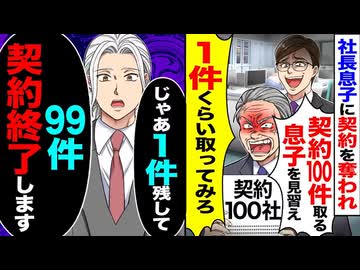 社長息子に契約を奪われ
契約100件取る
息子を見習え
1件くらい取ってみろ
契約
100社
じゃあ1件残して
99件
契約終了します